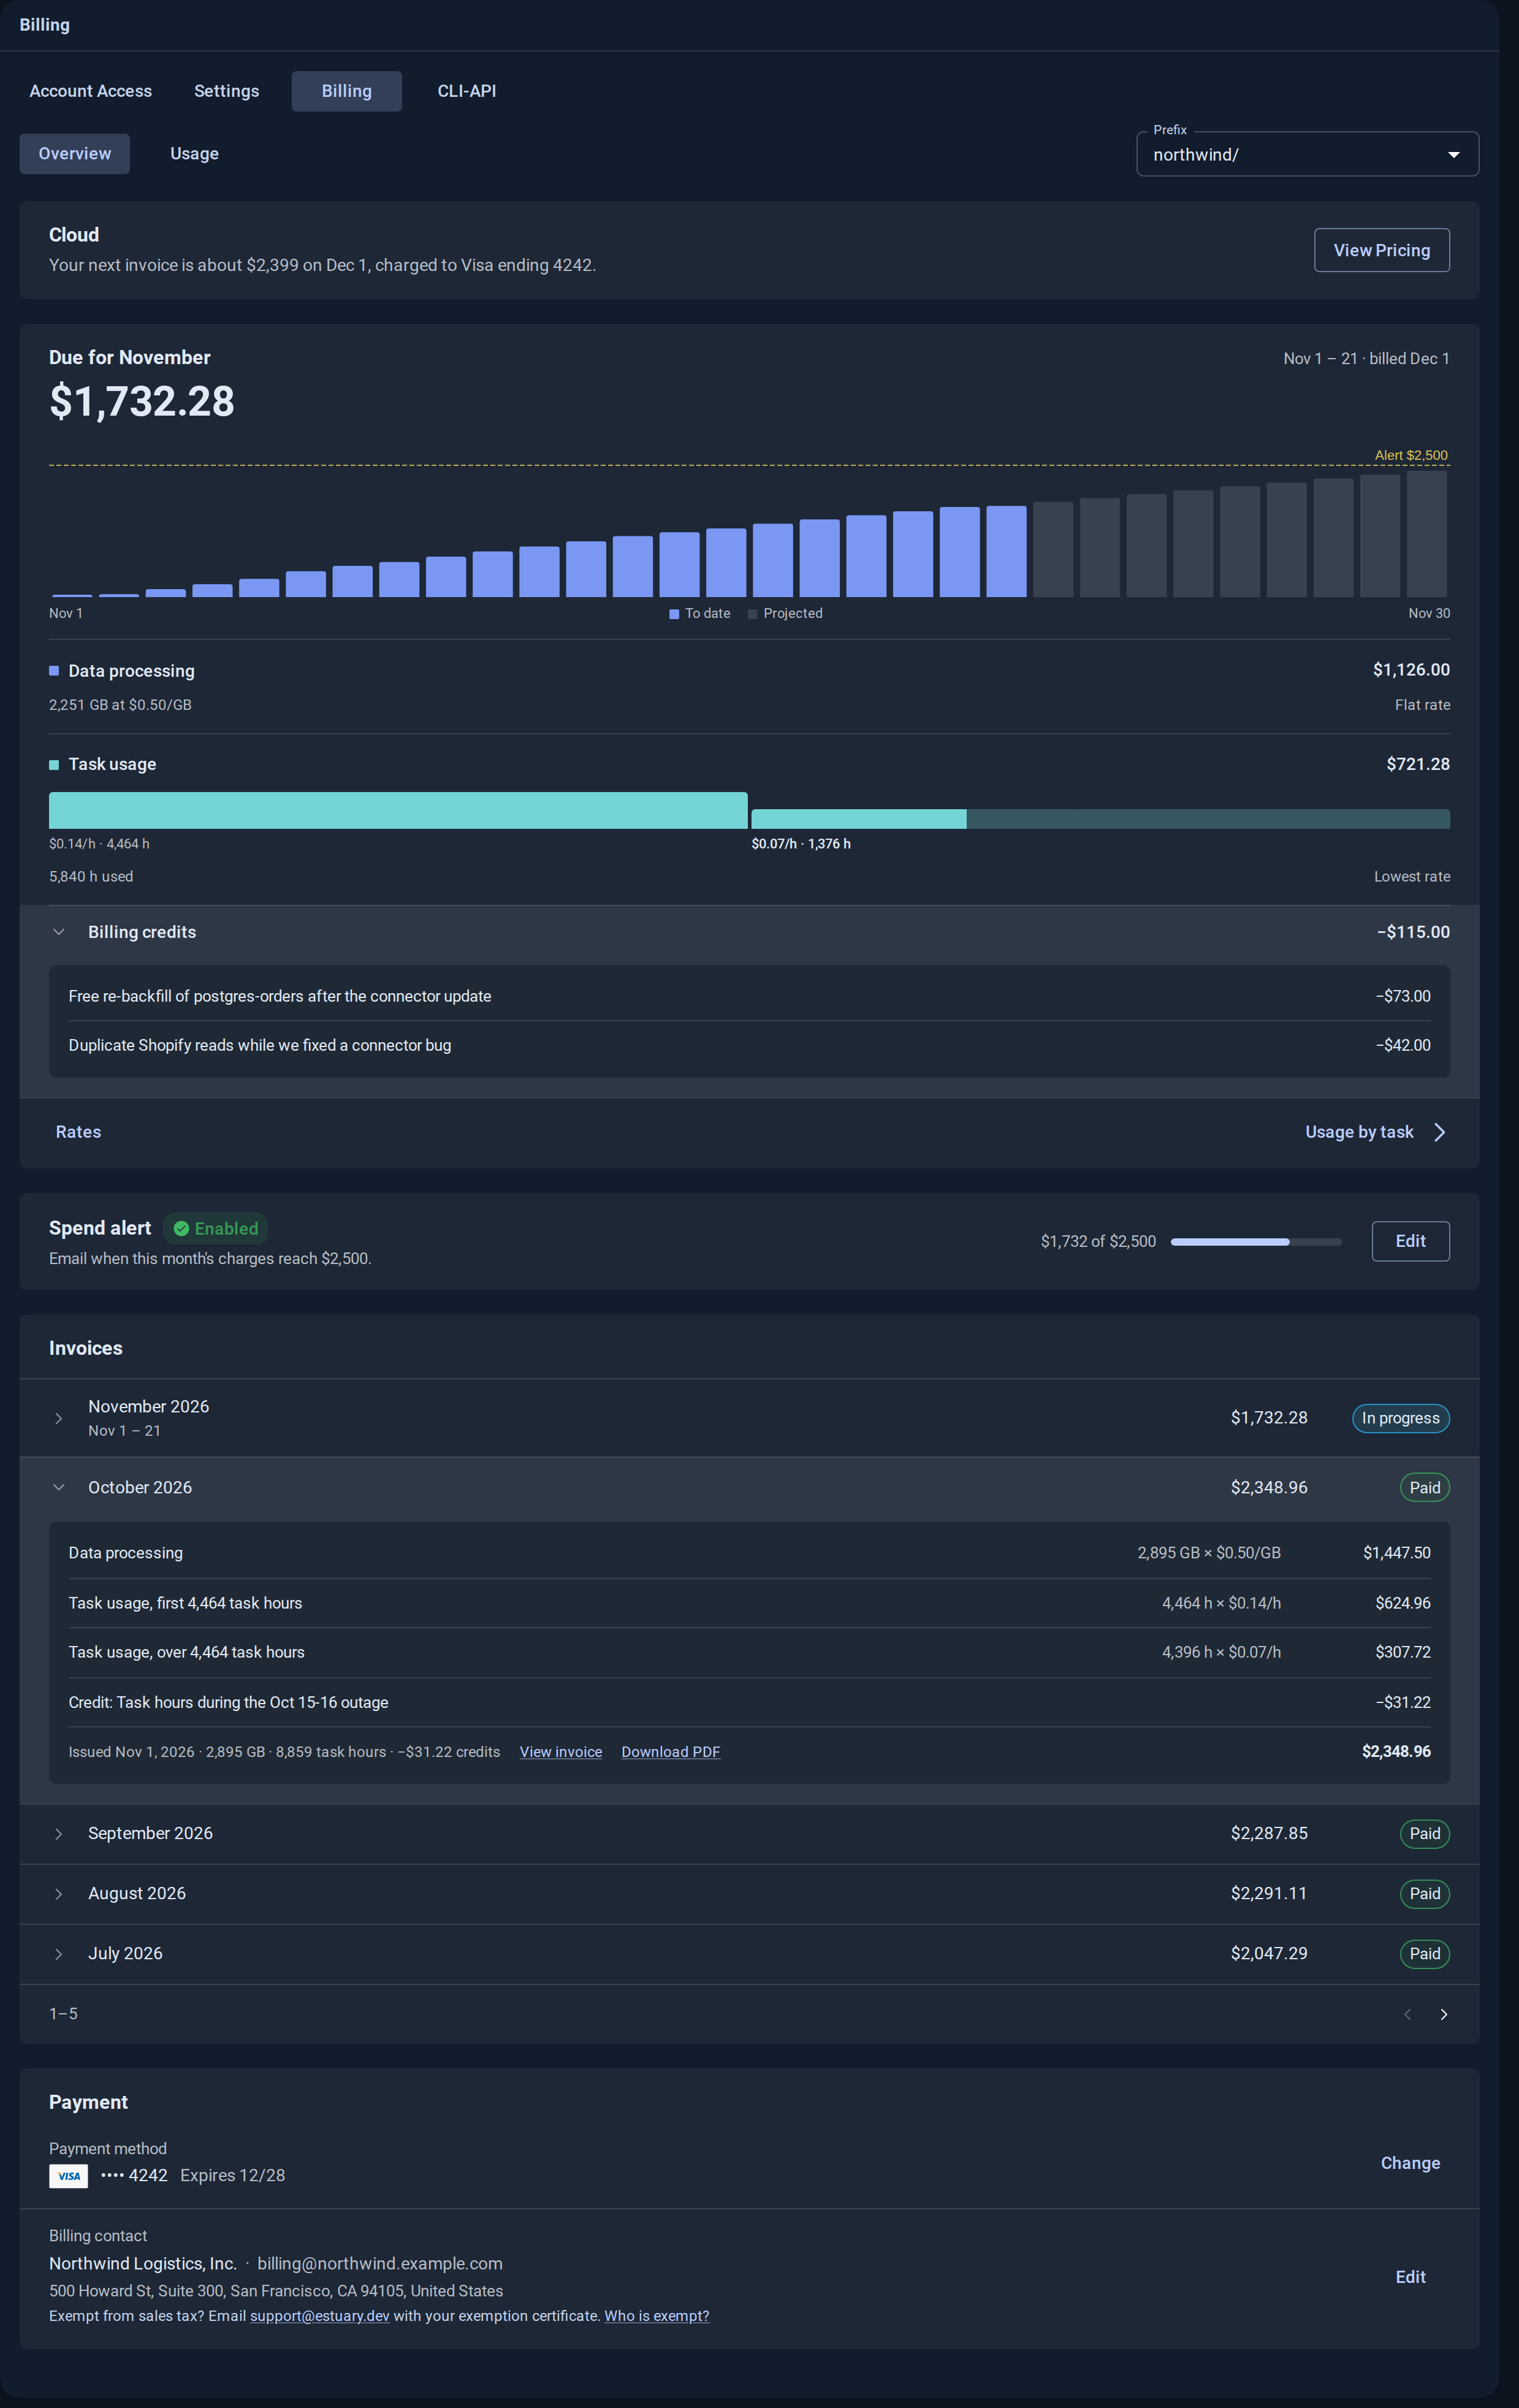 Billing
Account Access Settings Billing CLI-API
Overview Usage
Prefix
northwind/
Cloud
Your next invoice is about $2,399 on Dec 1, charged to Visa ending 4242.
View Pricing
Due for November
Nov 1 – 21 · billed Dec 1
$1,732.28
Alert $2,500
Nov 1 To date Projected Nov 30
Data processing $1,126.00
2,251 GB at $0.50/GB Flat rate
Task usage $721.28
$0.14/h · 4,464 h $0.07/h · 1,376 h
5,840 h used Lowest rate
Billing credits −$115.00
Free re-backfill of postgres-orders after the connector update −$73.00
Duplicate Shopify reads while we fixed a connector bug −$42.00
Rates Usage by task
Spend alert Enabled
Email when this month's charges reach $2,500.
$1,732 of $2,500 Edit
Invoices
November 2026
Nov 1 – 21
$1,732.28 In progress
October 2026 $2,348.96 Paid
Data processing 2,895 GB × $0.50/GB $1,447.50
Task usage, first 4,464 task hours 4,464 h × $0.14/h $624.96
Task usage, over 4,464 task hours 4,396 h × $0.07/h $307.72
Credit: Task hours during the Oct 15-16 outage −$31.22
Issued Nov 1, 2026 · 2,895 GB · 8,859 task hours · −$31.22 credits View invoice Download PDF $2,348.96
September 2026 $2,287.85 Paid
August 2026 $2,291.11 Paid
July 2026 $2,047.29 Paid
1–5
Payment
Payment method
VISA •••• 4242 Expires 12/28
Change
Billing contact
Northwind Logistics, Inc. · billing@northwind.example.com
500 Howard St, Suite 300, San Francisco, CA 94105, United States
Edit
Exempt from sales tax? Email support@estuary.dev with your exemption certificate. Who is exempt?